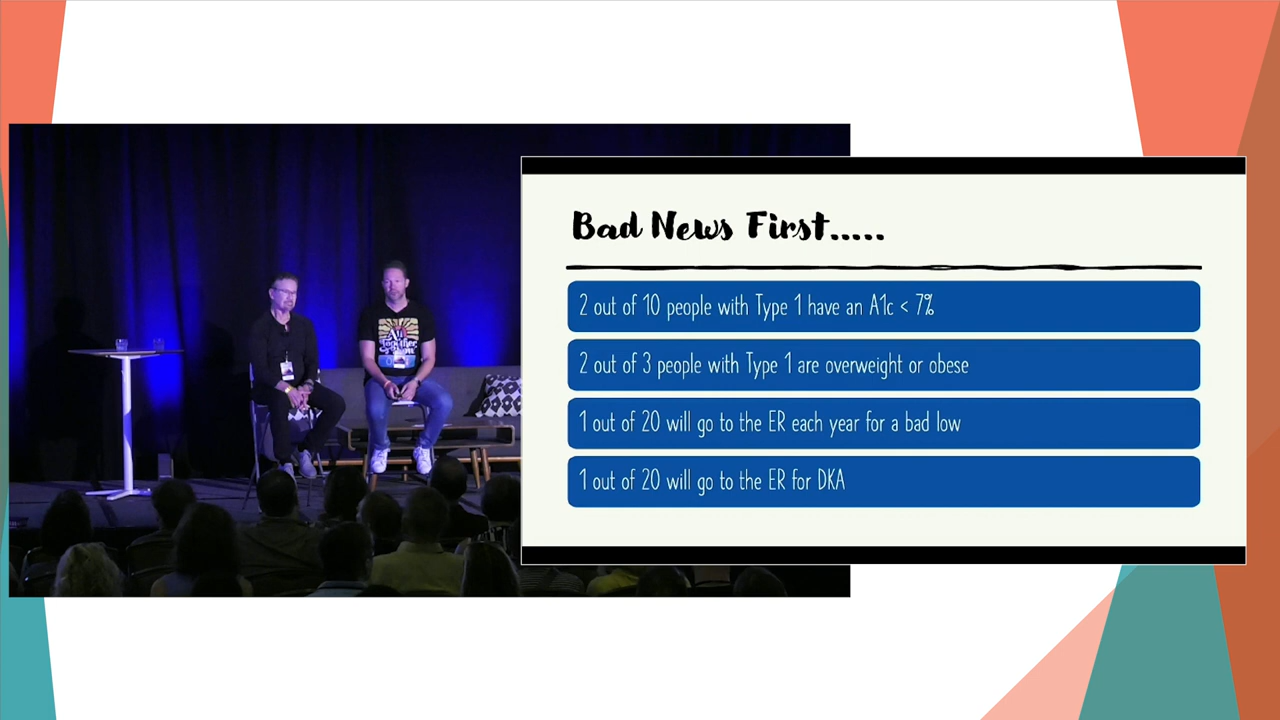 Bad News First.....
2 out of 10 people with Type 1 have an A1c < 7%
2 out of 3 people with Type 1 are overweight or obese
1 out of 20 will go to the ER each year for a bad low
1 out of 20 will go to the ER for DKA
Together
Show